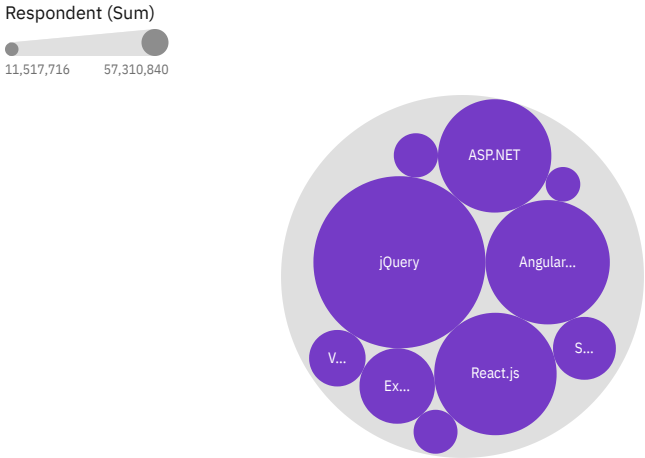 Respondent (Sum)
11,517,716 57,310,840
ASP.NET
jQuery
Angular...
S...
V...
React.js
Ex...